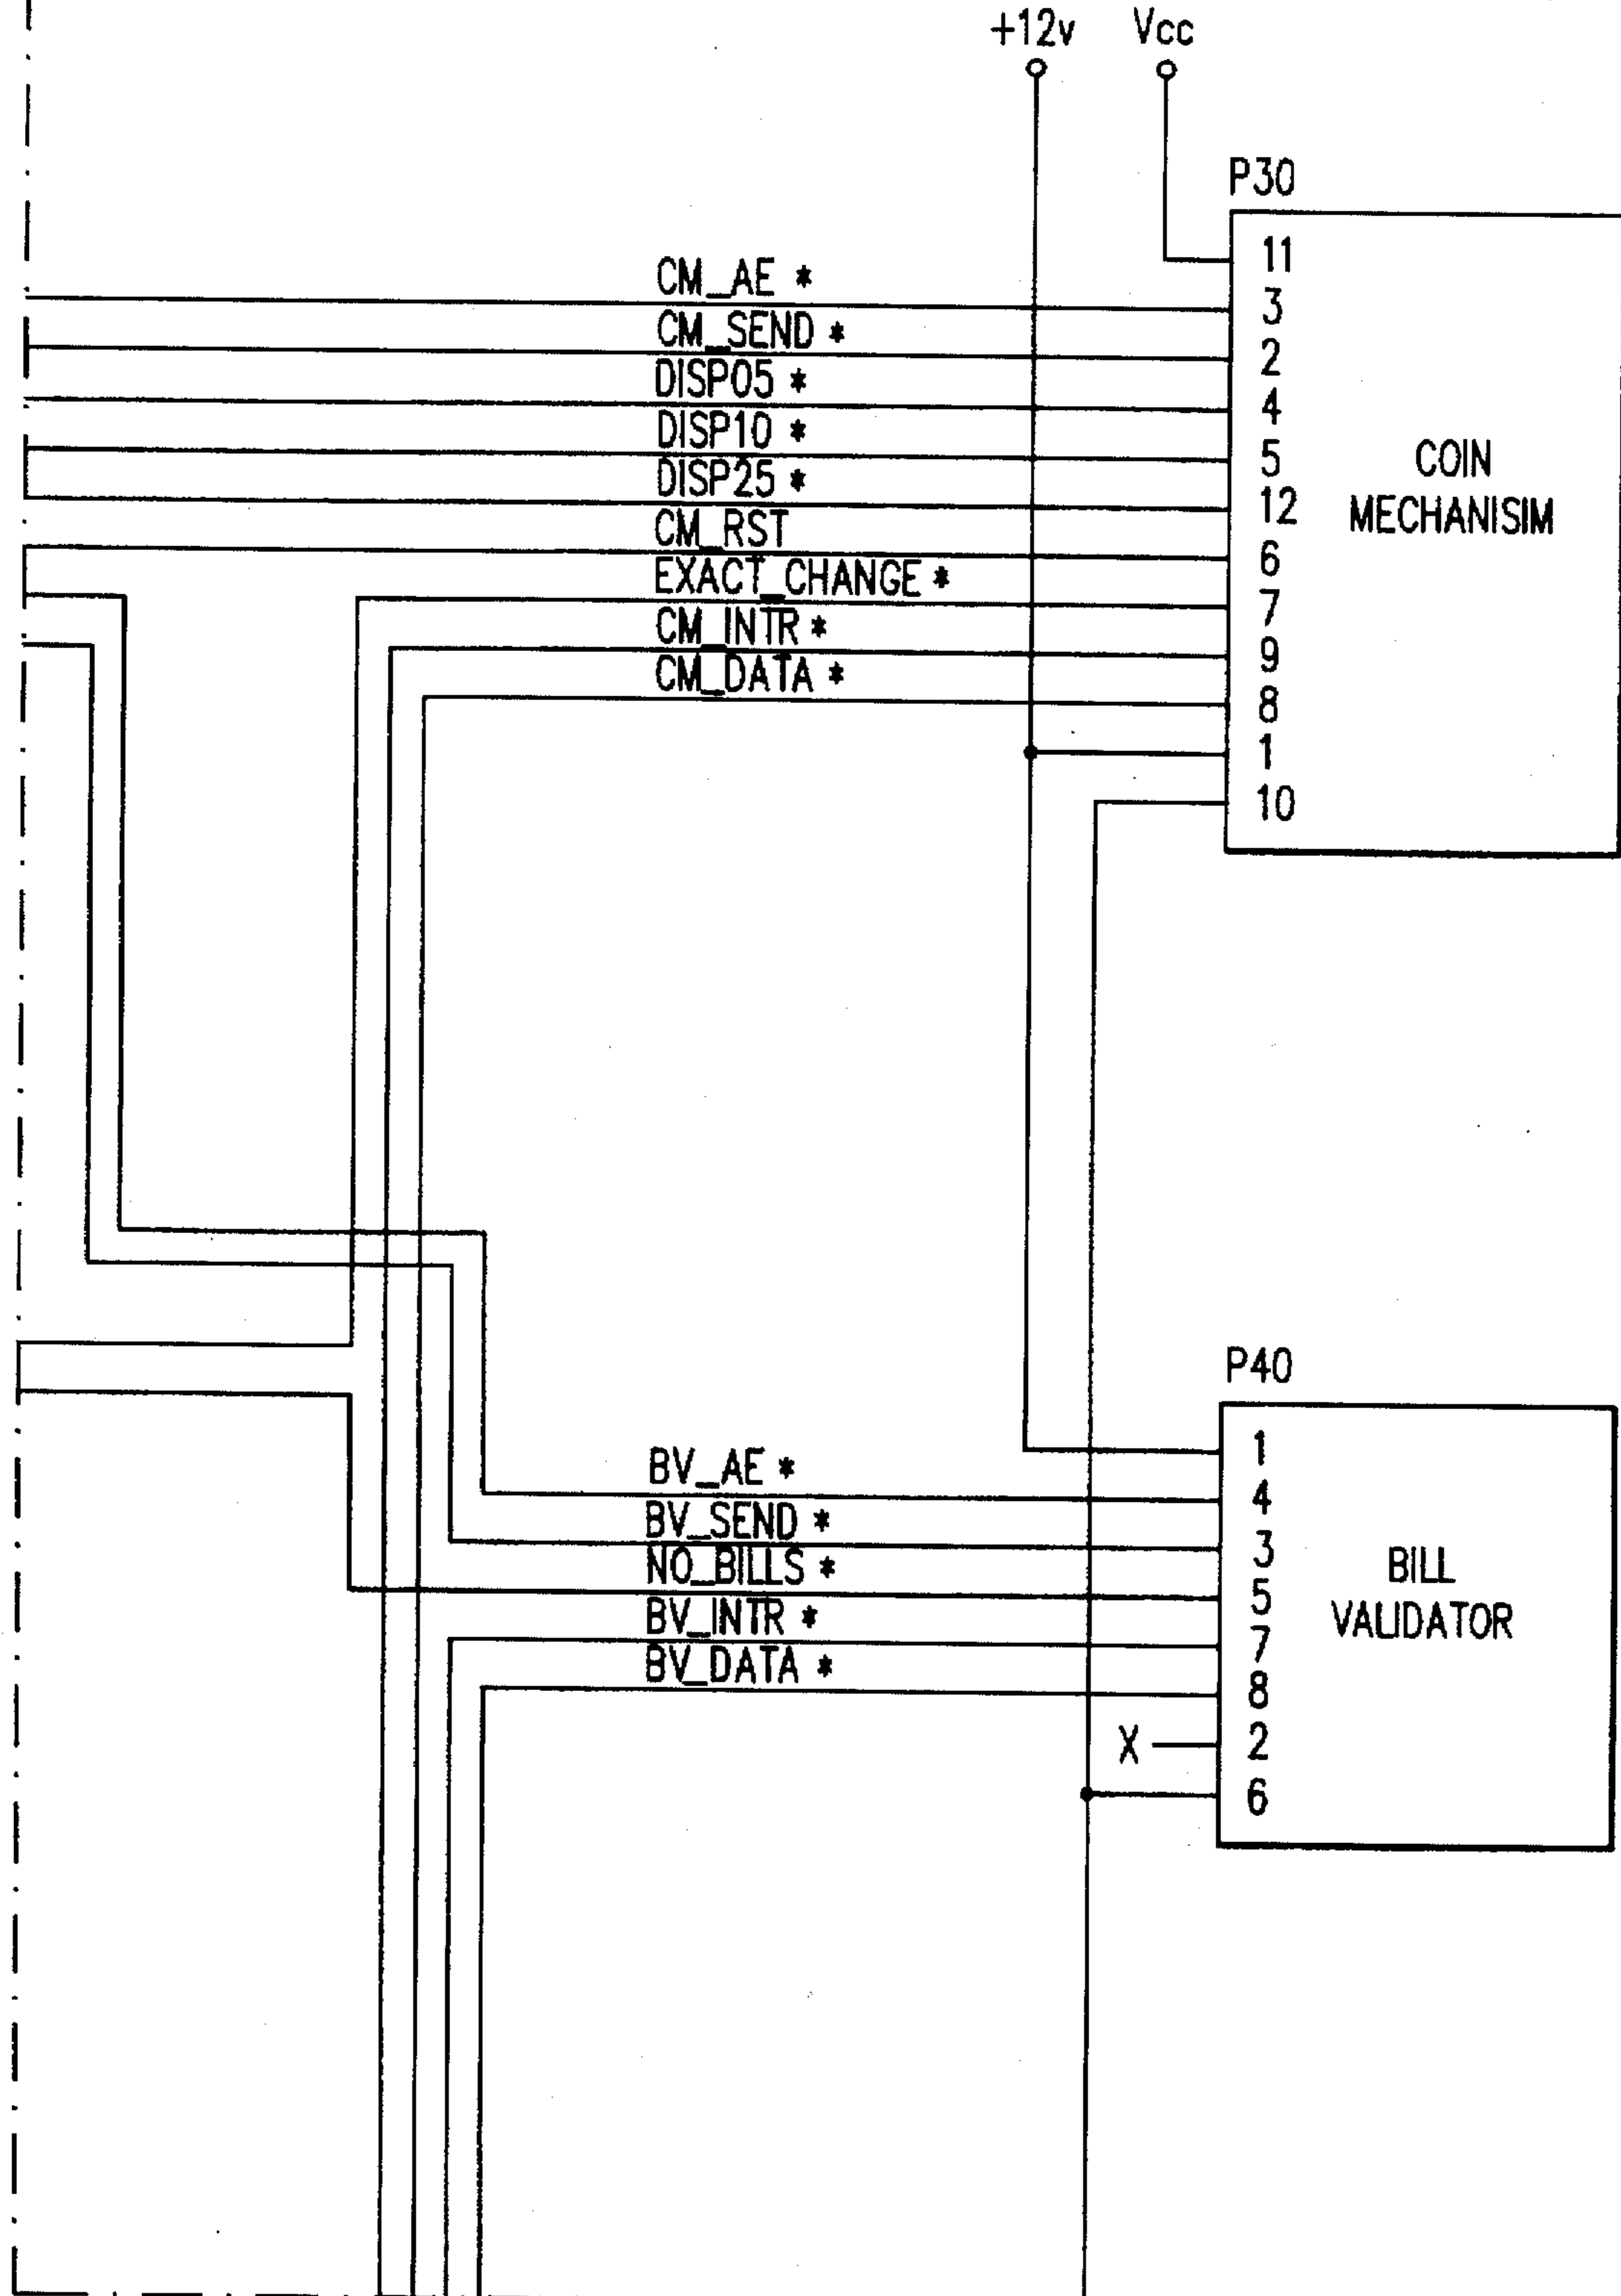 +12v Vcc
P30
11
CM_AE * 3
CM_SEND * 2
DISP05 * 4
DISP10 * 5
DISP25 * 12
CM_RST 6
EXACT_CHANGE * 7
CM_INTR * 9
CM_DATA * 8
1
10
COIN
MECHANISIM
P40
1
BV_AE * 4
BV_SEND * 3
NO_BILLS * 5
BV_INTR * 7
BV_DATA * 8
X 2
6
BILL
VALIDATOR